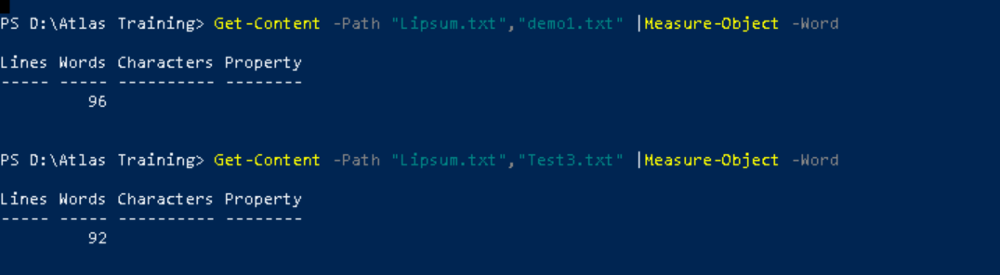 PS D:\Atlas Training> Get-Content -Path "Lipsum.txt","demo1.txt" |Measure-Object -Word
Lines Words Characters Property
----- ----- ---------- --------
96
PS D:\Atlas Training> Get-Content -Path "Lipsum.txt","Test3.txt" |Measure-Object -Word
Lines Words Characters Property
----- ----- ---------- --------
92